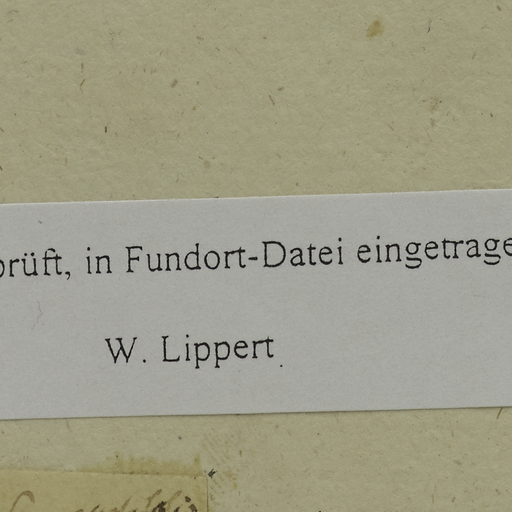 prüft, in Fundort-Datei eingetrage
W. Lippert